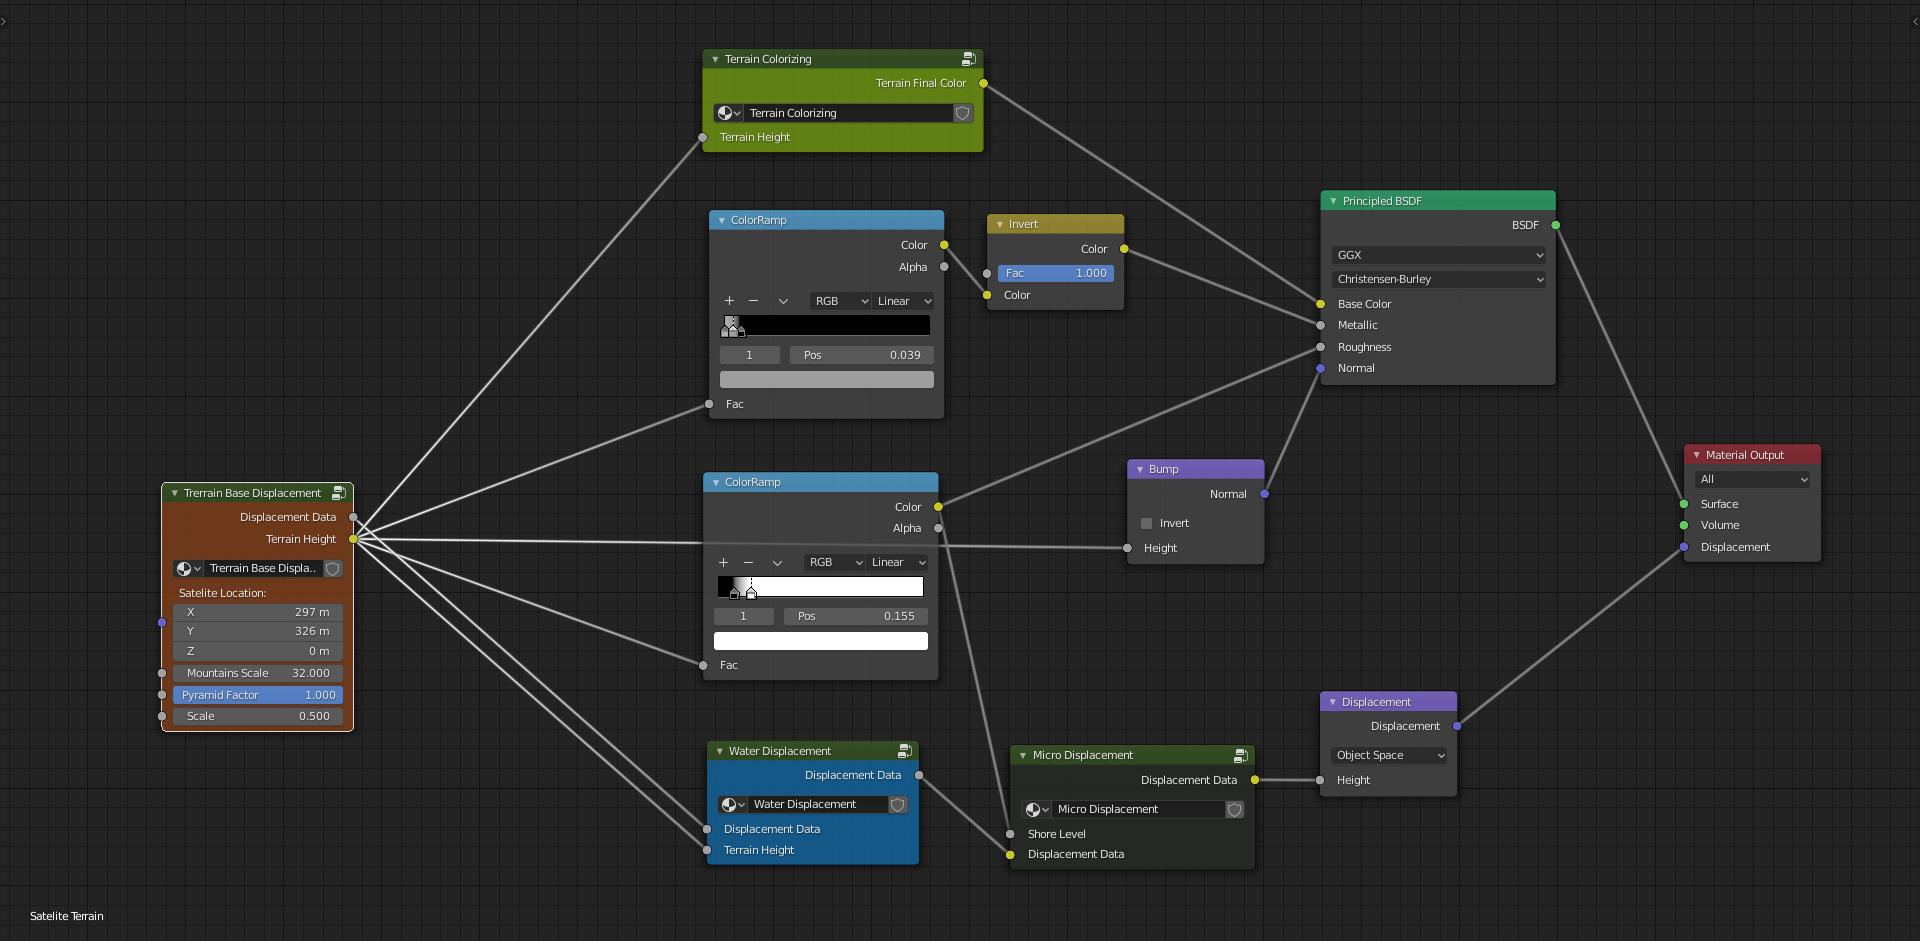 Terrain Colorizing
Terrain Final Color
Terrain Colorizing
Terrain Height
ColorRamp
Color
Alpha
+ − RGB Linear
1 Pos 0.039
Fac
Invert
Color
Fac 1.000
Color
Principled BSDF
BSDF
GGX
Christensen-Burley
Base Color
Metallic
Roughness
Normal
Trerrain Base Displacement
Displacement Data
Terrain Height
Trerrain Base Displa..
Satelite Location:
X 297 m
Y 326 m
Z 0 m
Mountains Scale 32.000
Pyramid Factor 1.000
Scale 0.500
ColorRamp
Color
Alpha
+ − RGB Linear
1 Pos 0.155
Fac
Bump
Normal
Invert
Height
Material Output
All
Surface
Volume
Displacement
Water Displacement
Displacement Data
Water Displacement
Displacement Data
Terrain Height
Micro Displacement
Displacement Data
Micro Displacement
Shore Level
Displacement Data
Displacement
Displacement
Object Space
Height
Satelite Terrain